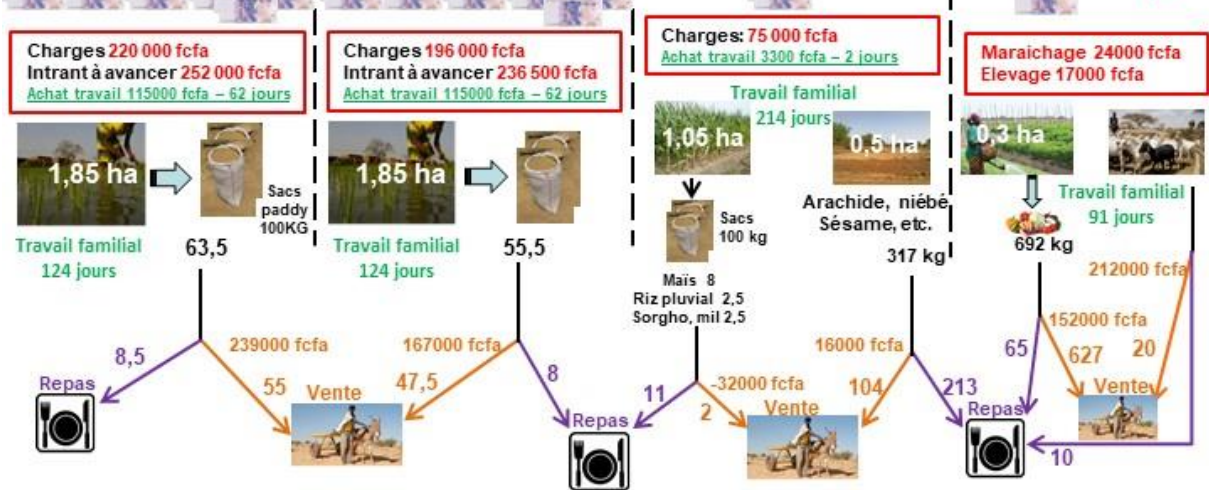 Charges 220 000 fcfa
Intrant à avancer 252 000 fcfa
Achat travail 115000 fcfa – 62 jours
1,85 ha
Sacs
paddy
100KG
Travail familial
124 jours
63,5
8,5
239000 fcfa
55
Repas
Vente
Charges 196 000 fcfa
Intrant à avancer 236 500 fcfa
Achat travail 115000 fcfa – 62 jours
1,85 ha
Travail familial
124 jours
55,5
167000 fcfa
47,5
8
Charges: 75 000 fcfa
Achat travail 3300 fcfa – 2 jours
Travail familial
214 jours
1,05 ha
0,5 ha
Sacs
100 kg
Arachide, niébé
Sésame, etc.
317 kg
Maïs 8
Riz pluvial 2,5
Sorgho, mil 2,5
11
-32000 fcfa
2
Vente
16000 fcfa
104
213
Repas
Maraichage 24000 fcfa
Elevage 17000 fcfa
0,3 ha
Travail familial
91 jours
692 kg
212000 fcfa
152000 fcfa
65
627
20
Vente
Repas
10